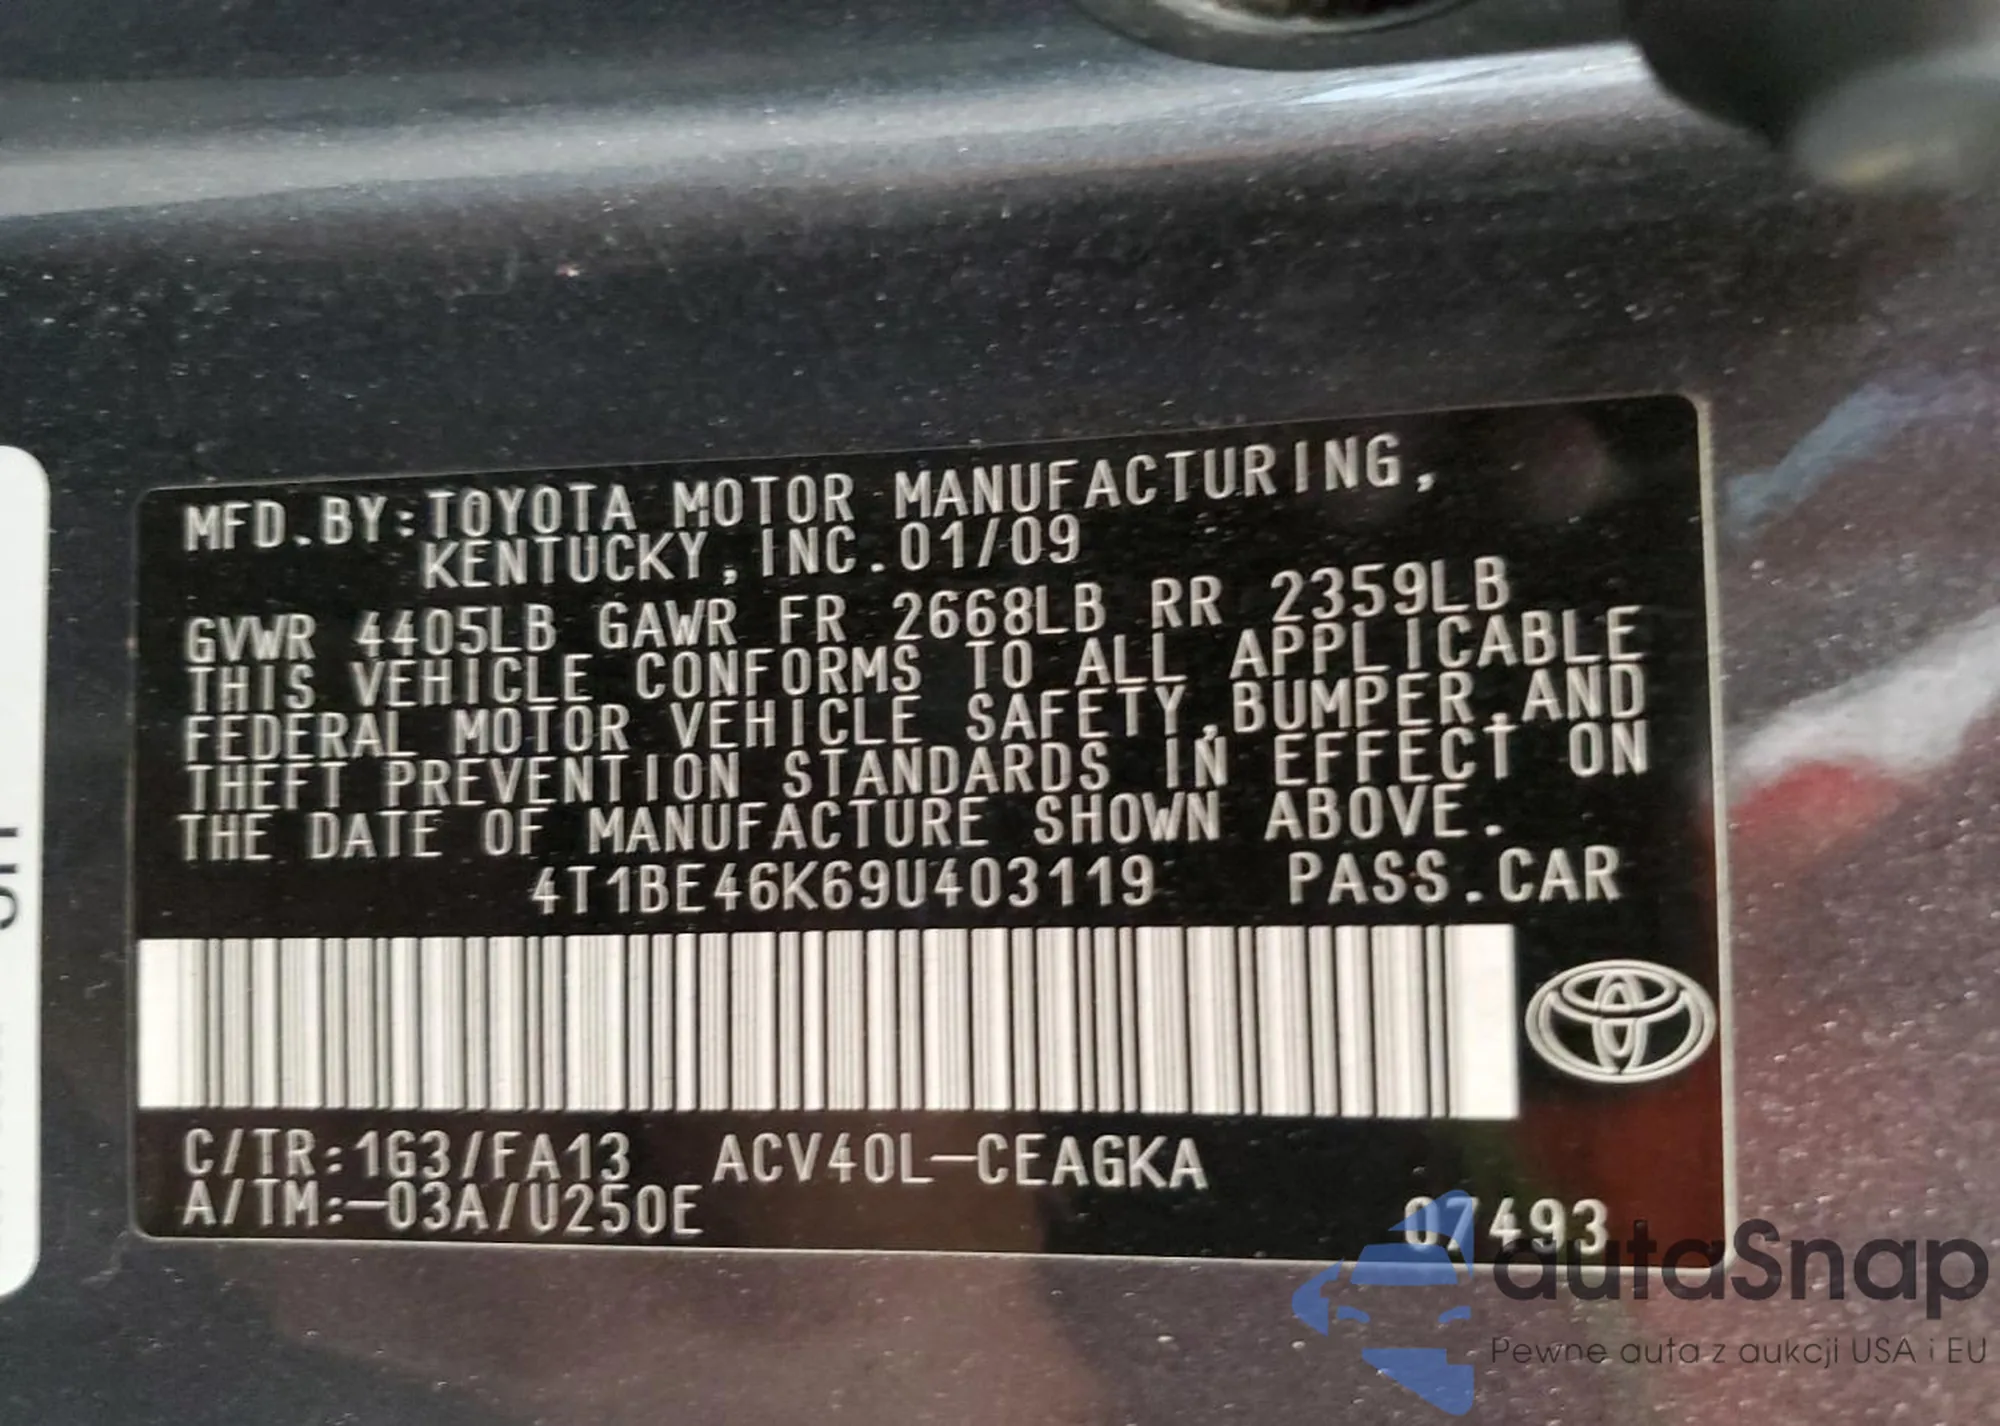 MFD.BY:TOYOTA MOTOR MANUFACTURING,
KENTUCKY, INC.01/09
GVWR 4405LB GAWR FR 2668LB RR 2359LB
THIS VEHICLE CONFORMS TO ALL APPLICABLE
FEDERAL MOTOR VEHICLE SAFETY,BUMPER,AND
THEFT PREVENTION STANDARDS IN EFFECT ON
THE DATE OF MANUFACTURE SHOWN ABOVE.
4T1BE46K69U403119 PASS.CAR
C/TR:163/FA13 ACV40L-CEAGKA
A/TM:-03A/U250E
07493
autaSnap
Pewne auta z aukcji USA i EU